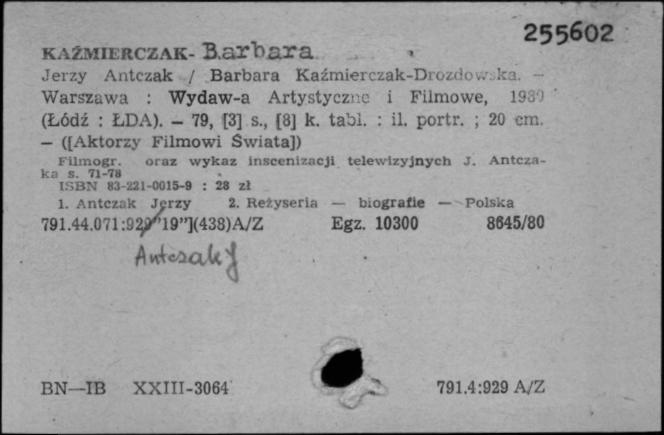 255602
KAŹMIERCZAK- Barbara
Jerzy Antczak / Barbara Kaźmierczak-Drozdowska. —
Warszawa : Wydaw-a Artystyczne i Filmowe, 1980
(Łódź : ŁDA). — 79, [3] s., [8] k. tabl. : il. portr. ; 20 cm.
— ([Aktorzy Filmowi Świata])
Filmogr. oraz wykaz inscenizacji telewizyjnych J. Antcza-
ka s. 71-78
ISBN 83-221-0015-9 : 28 zł
1. Antczak Jerzy 2. Reżyseria — biografie — Polska
791.44.071:929"19"](438)A/Z Egz. 10300 8645/80
Antczak J
BN—IB XXIII-3064 791.4:929 A/Z